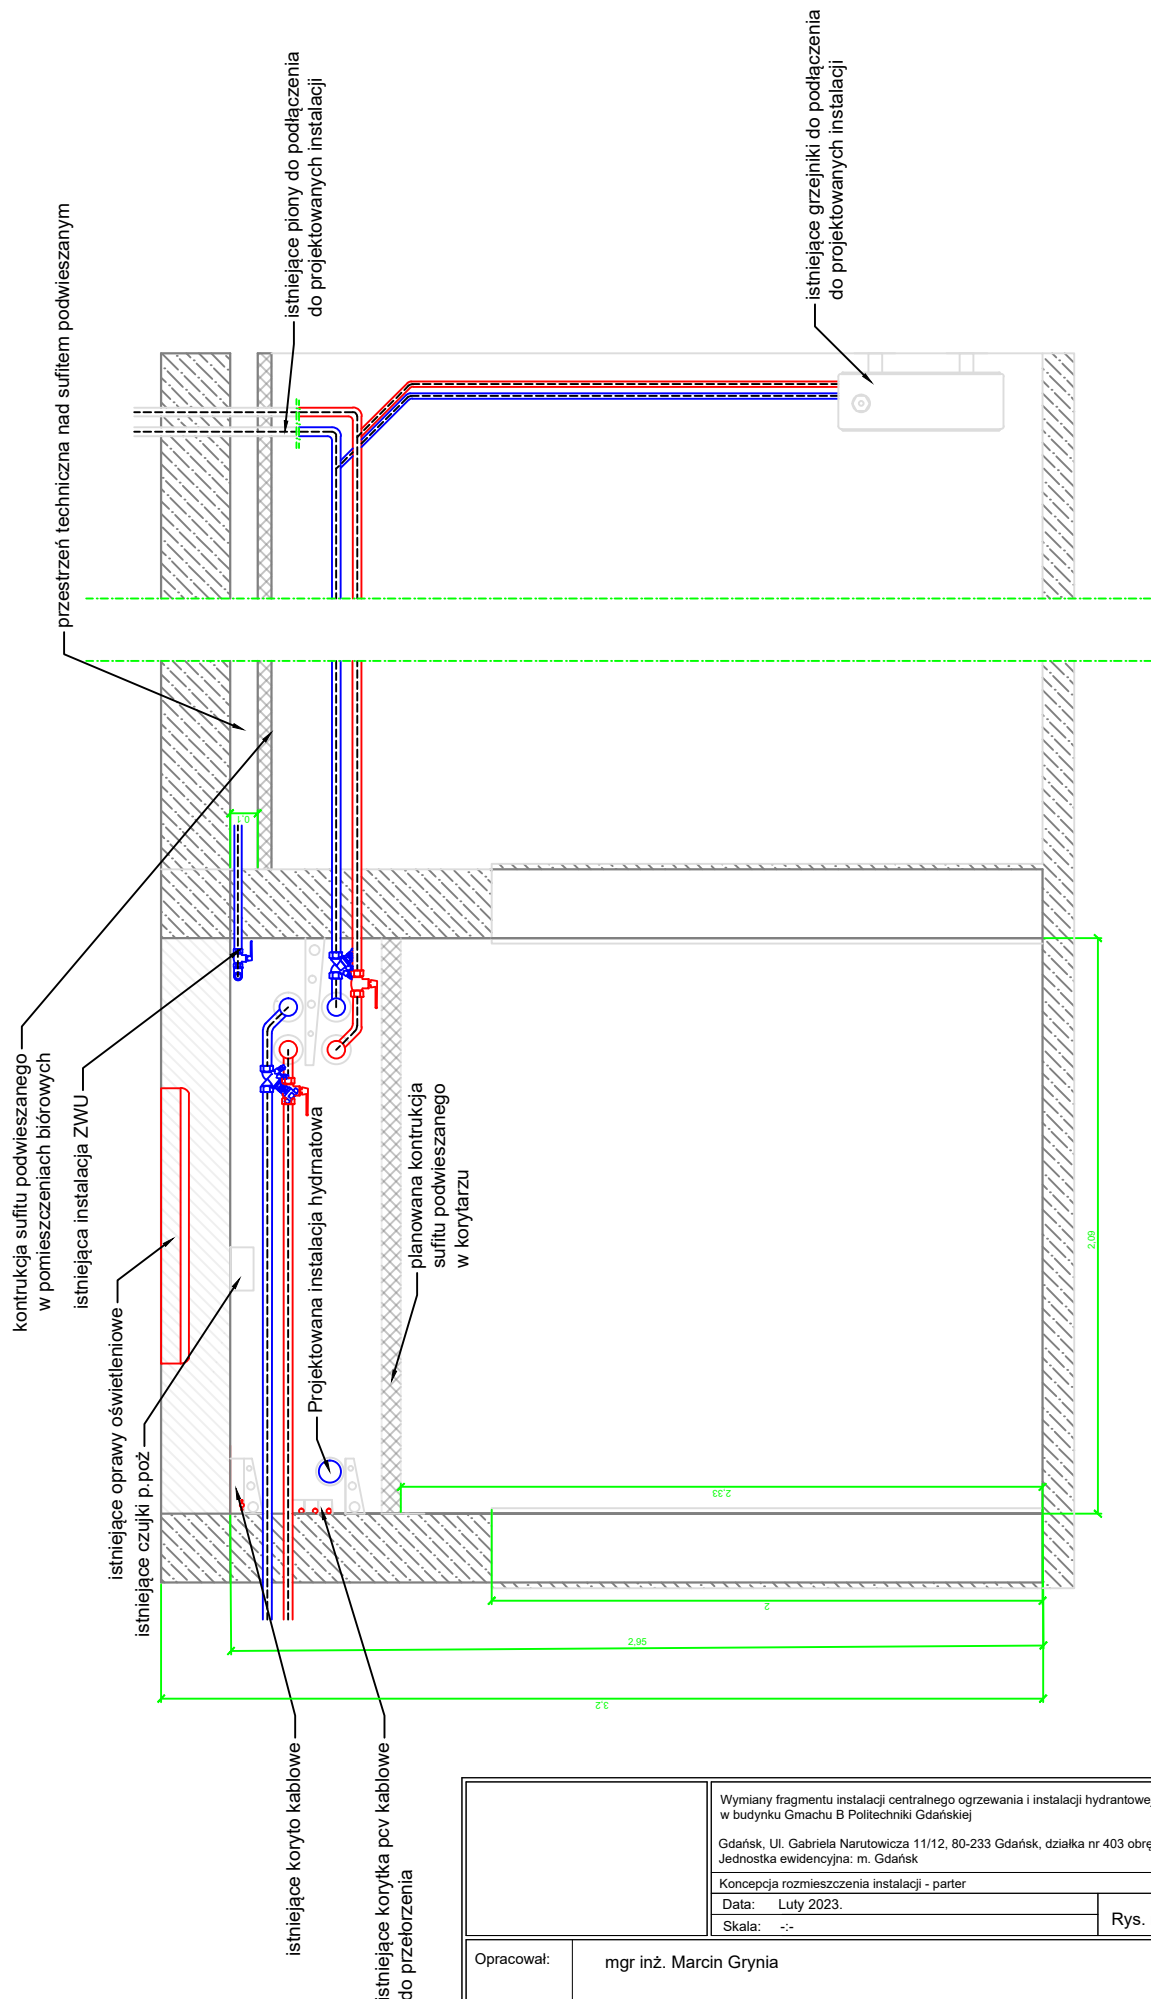 przestrzeń techniczna nad sufitem podwieszanym
istniejące piony do podłączenia
do projektowanych instalacji
istniejące grzejniki do podłączenia
do projektowanych instalacji
kontrukcja sufitu podwieszanego
w pomieszczeniach biórowych
istniejąca instalacja ZWU
istniejące oprawy oświetleniowe
istniejące czujki p.poż
Projektowana instalacja hydrnatowa
planowana kontrukcja
sufitu podwieszanego
w korytarzu
istniejące koryto kablowe
istniejące korytka pcv kablowe
do przełorzenia
0,1
2,09
2,33
2
2,95
3,2
Wymiany fragmentu instalacji centralnego ogrzewania i instalacji hydrantowej
w budynku Gmachu B Politechniki Gdańskiej
Gdańsk, Ul. Gabriela Narutowicza 11/12, 80-233 Gdańsk, działka nr 403 obrę
Jednostka ewidencyjna: m. Gdańsk
Koncepcja rozmieszczenia instalacji - parter
Data: Luty 2023.
Skala: -:-
Rys.
Opracował: mgr inż. Marcin Grynia